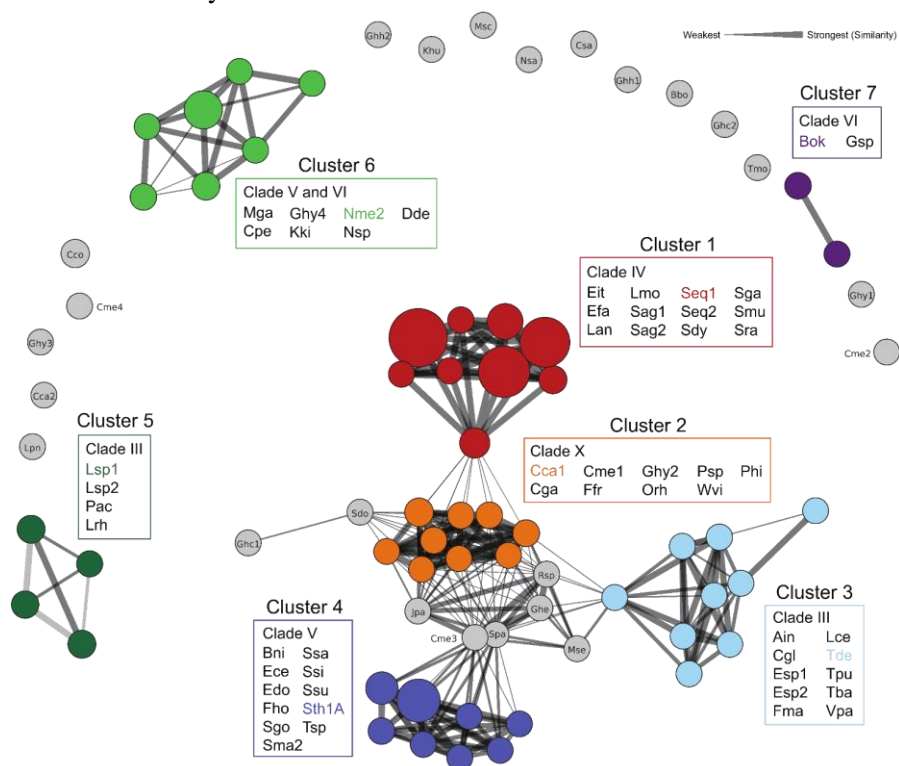 Ghh2
Khu
Msc
Nsa
Csa
Ghh1
Bbo
Ghc2
Tmo
Weakest Strongest (Similarity)
Cluster 7
Clade VI
Bok Gsp
Cluster 6
Clade V and VI
Mga Ghy4 Nme2 Dde
Cpe Kki Nsp
Cco
Cme4
Ghy3
Cca2
Lpn
Ghy1
Cme2
Cluster 1
Clade IV
Eit Lmo Seq1 Sga
Efa Sag1 Seq2 Smu
Lan Sag2 Sdy Sra
Cluster 5
Clade III
Lsp1
Lsp2
Pac
Lrh
Cluster 2
Clade X
Cca1 Cme1 Ghy2 Psp Phi
Cga Ffr Orh Wvi
Sdo
Ghc1
Rsp
Jpa
Ghe
Cme3
Spa
Mse
Cluster 4
Clade V
Bni Ssa
Ece Ssi
Edo Ssu
Fho Sth1A
Sgo Tsp
Sma2
Cluster 3
Clade III
Ain Lce
Cgl Tde
Esp1 Tpu
Esp2 Tba
Fma Vpa